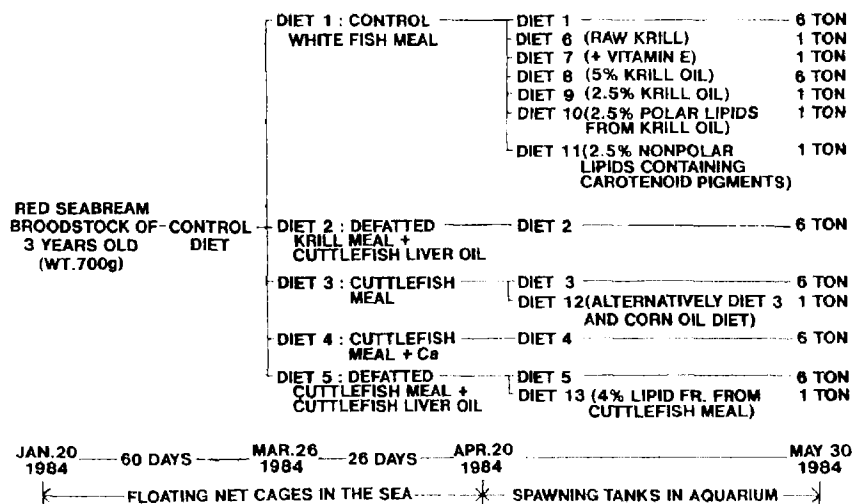 DIET 1 : CONTROL
WHITE FISH MEAL
DIET 1 6 TON
DIET 6 (RAW KRILL) 1 TON
DIET 7 (+ VITAMIN E) 1 TON
DIET 8 (5% KRILL OIL) 6 TON
DIET 9 (2.5% KRILL OIL) 1 TON
DIET 10(2.5% POLAR LIPIDS 1 TON
FROM KRILL OIL)
DIET 11(2.5% NONPOLAR 1 TON
LIPIDS CONTAINING
CAROTENOID PIGMENTS)
RED SEABREAM
BROODSTOCK OF
3 YEARS OLD
(WT.700g)
CONTROL
DIET
DIET 2 : DEFATTED
KRILL MEAL +
CUTTLEFISH LIVER OIL
DIET 2 6 TON
DIET 3 : CUTTLEFISH
MEAL
DIET 3 6 TON
DIET 12(ALTERNATIVELY DIET 3 1 TON
AND CORN OIL DIET)
DIET 4 : CUTTLEFISH
MEAL + Ca
DIET 4 6 TON
DIET 5 : DEFATTED
CUTTLEFISH MEAL +
CUTTLEFISH LIVER OIL
DIET 5 6 TON
DIET 13 (4% LIPID FR. FROM 1 TON
CUTTLEFISH MEAL)
JAN.20 60 DAYS MAR.26 26 DAYS APR.20 MAY 30
1984 1984 1984 1984
FLOATING NET CAGES IN THE SEA SPAWNING TANKS IN AQUARIUM